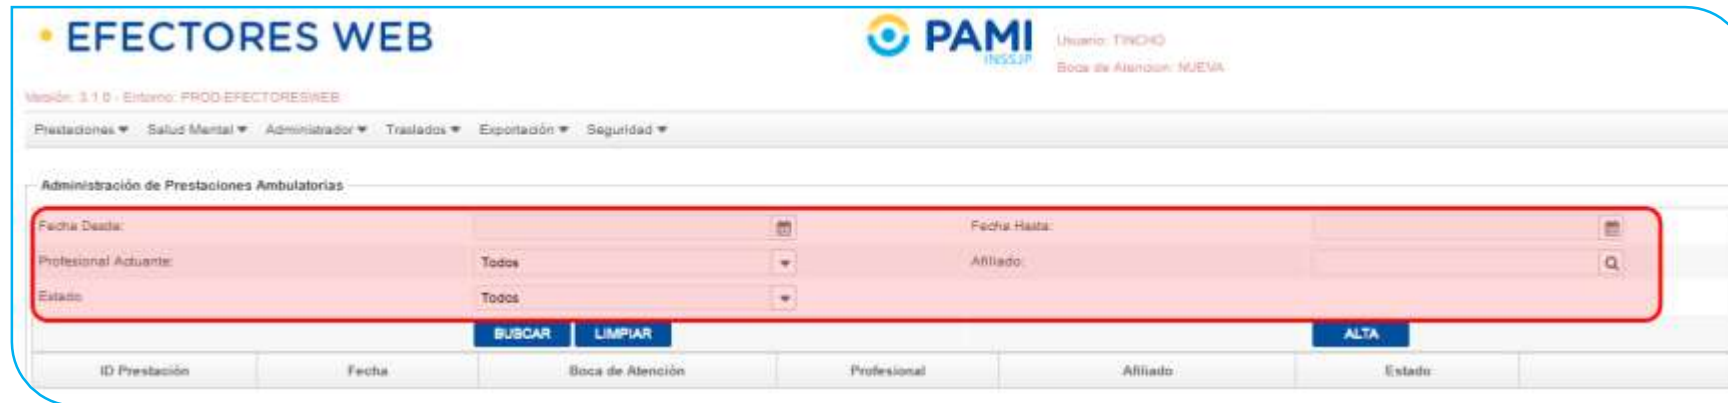 EFECTORES WEB
PAMI
INSSJP
Usuario: TINCHO
Boca de Atencion: NUEVA
Versión: 3.1.0 - Entorno: PROD.EFECTORESWEB
Prestaciones Salud Mental Administrador Traslados Exportación Seguridad
Administración de Prestaciones Ambulatorias
Fecha Desde: Fecha Hasta:
Profesional Actuante: Todos Afiliado:
Estado: Todos
BUSCAR LIMPIAR ALTA
ID Prestación Fecha Boca de Atención Profesional Afiliado Estado